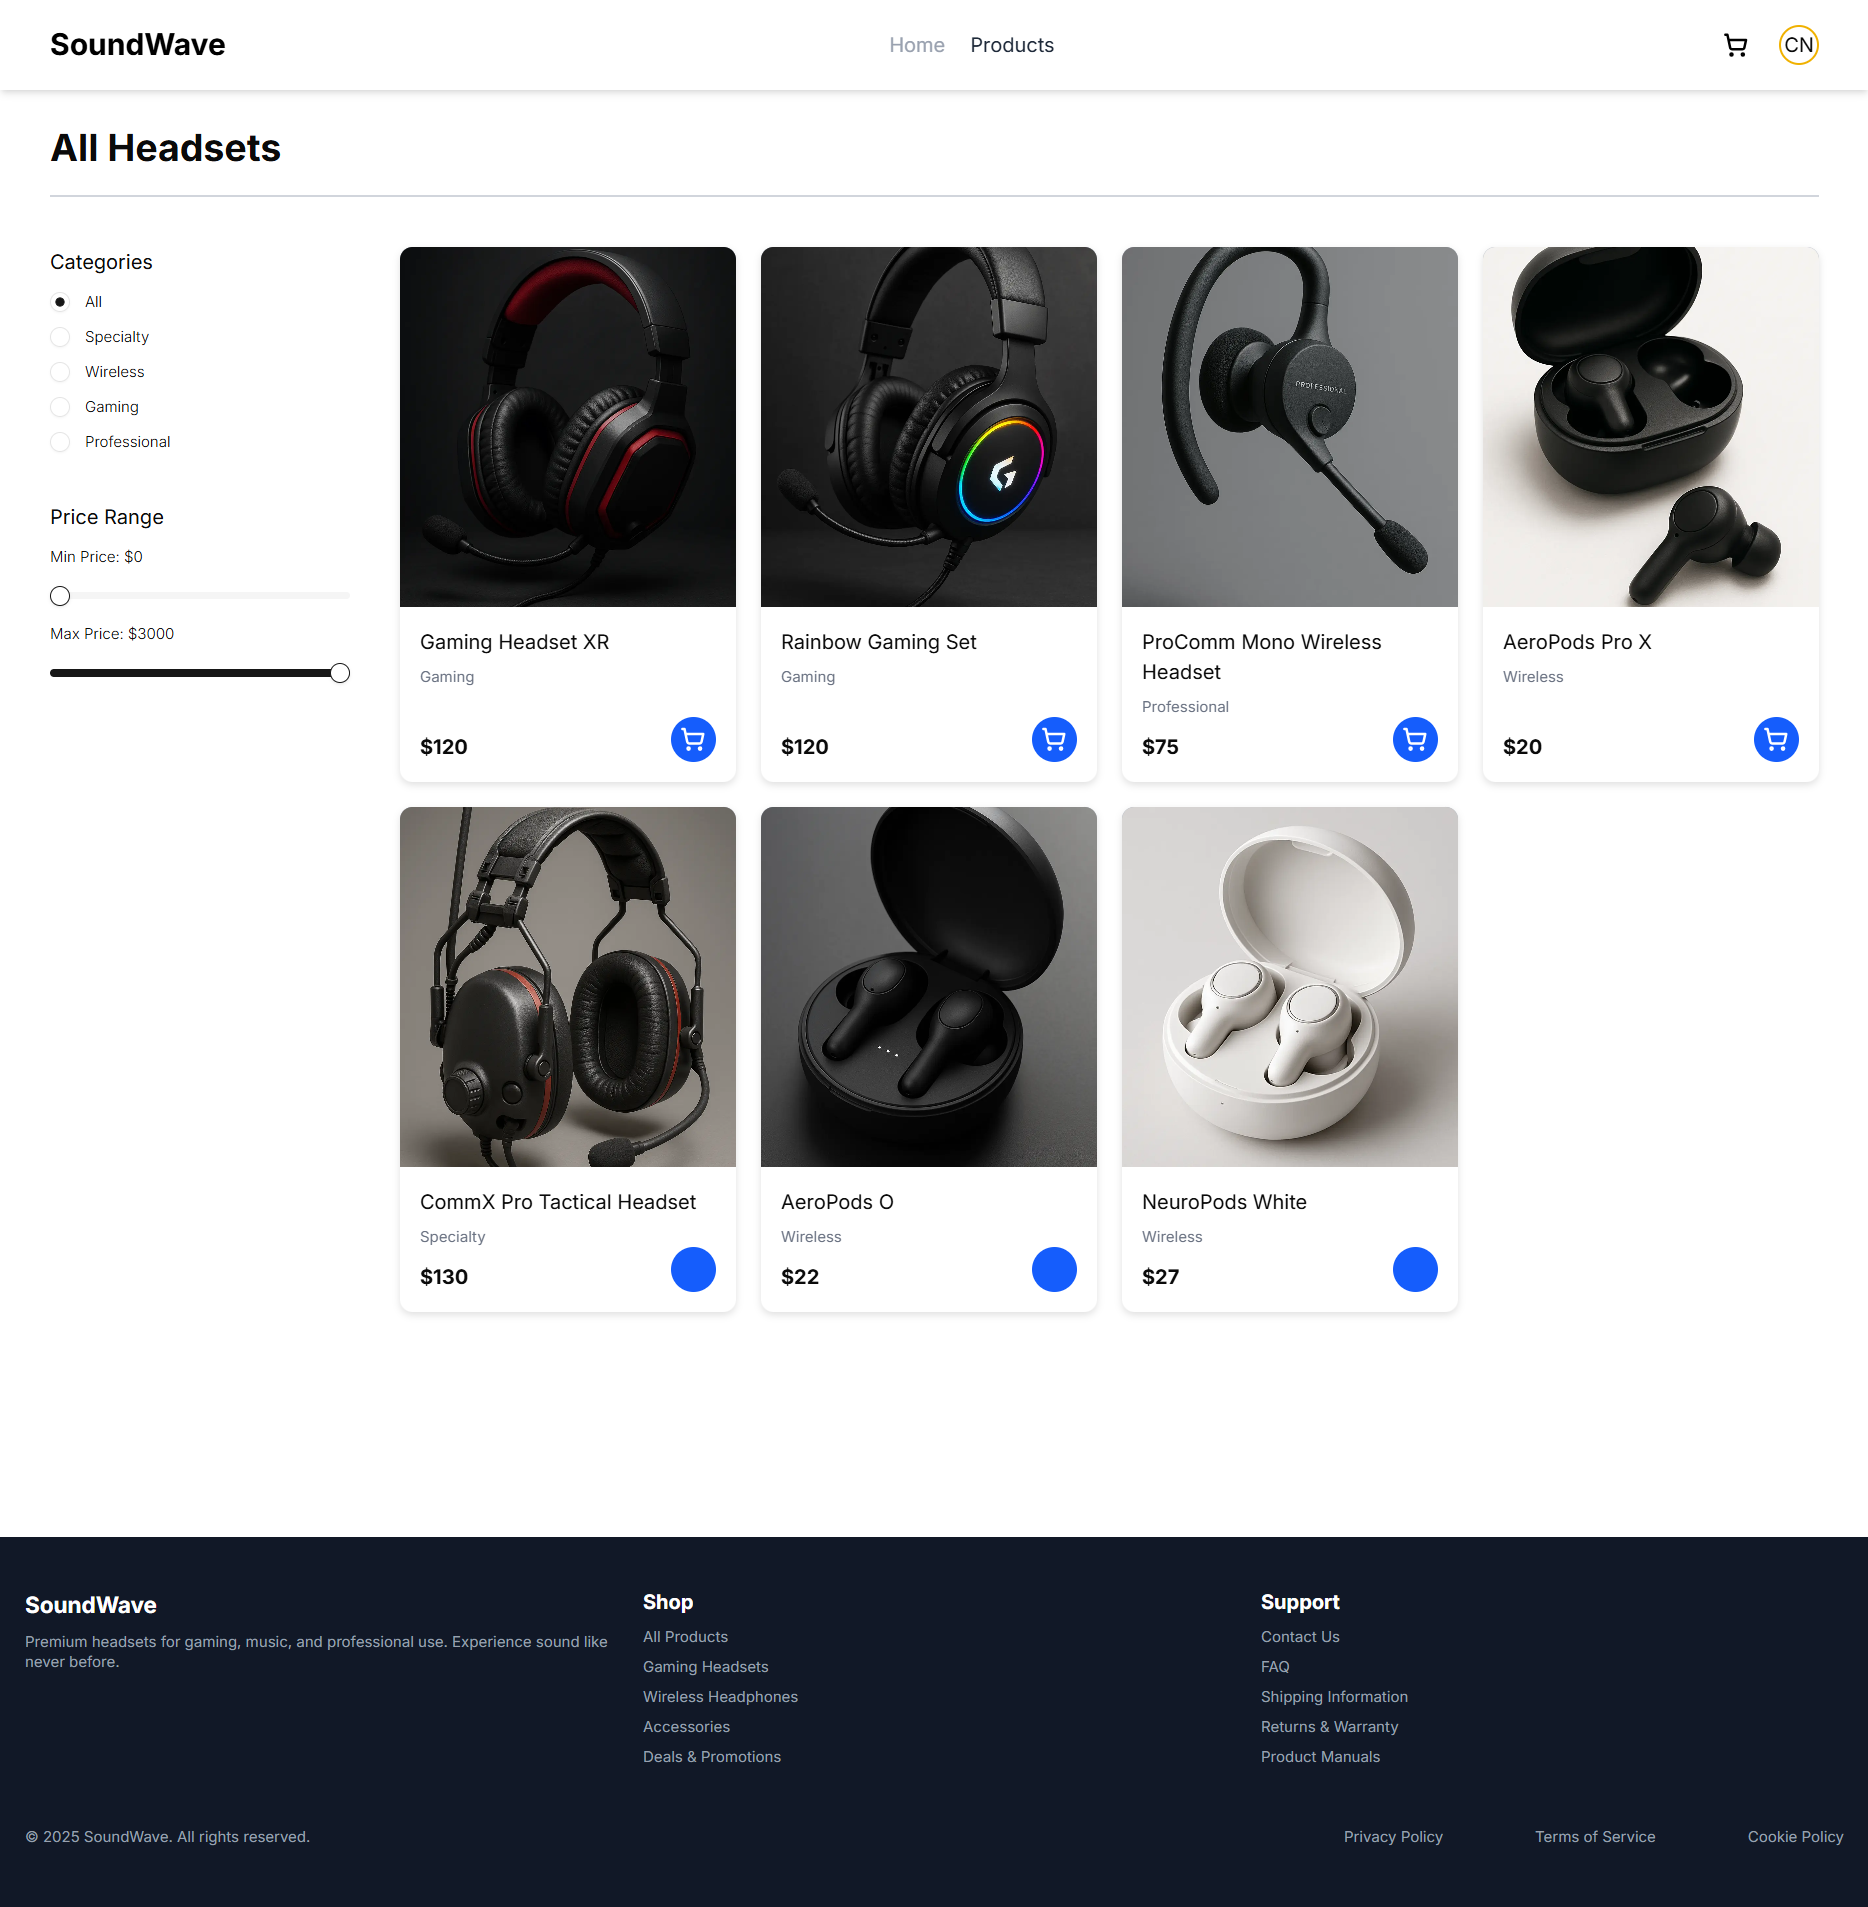 SoundWave
Home
Products
CN
All Headsets
Categories
All
Specialty
Wireless
Gaming
Professional
Price Range
Min Price: $0
Max Price: $3000
Gaming Headset XR
Gaming
$120
Rainbow Gaming Set
Gaming
$120
PROFESSIONAL
ProComm Mono Wireless
Headset
Professional
$75
AeroPods Pro X
Wireless
$20
CommX Pro Tactical Headset
Specialty
$130
AeroPods O
Wireless
$22
NeuroPods White
Wireless
$27
SoundWave
Premium headsets for gaming, music, and professional use. Experience sound like
never before.
Shop
All Products
Gaming Headsets
Wireless Headphones
Accessories
Deals & Promotions
Support
Contact Us
FAQ
Shipping Information
Returns & Warranty
Product Manuals
© 2025 SoundWave. All rights reserved.
Privacy Policy
Terms of Service
Cookie Policy